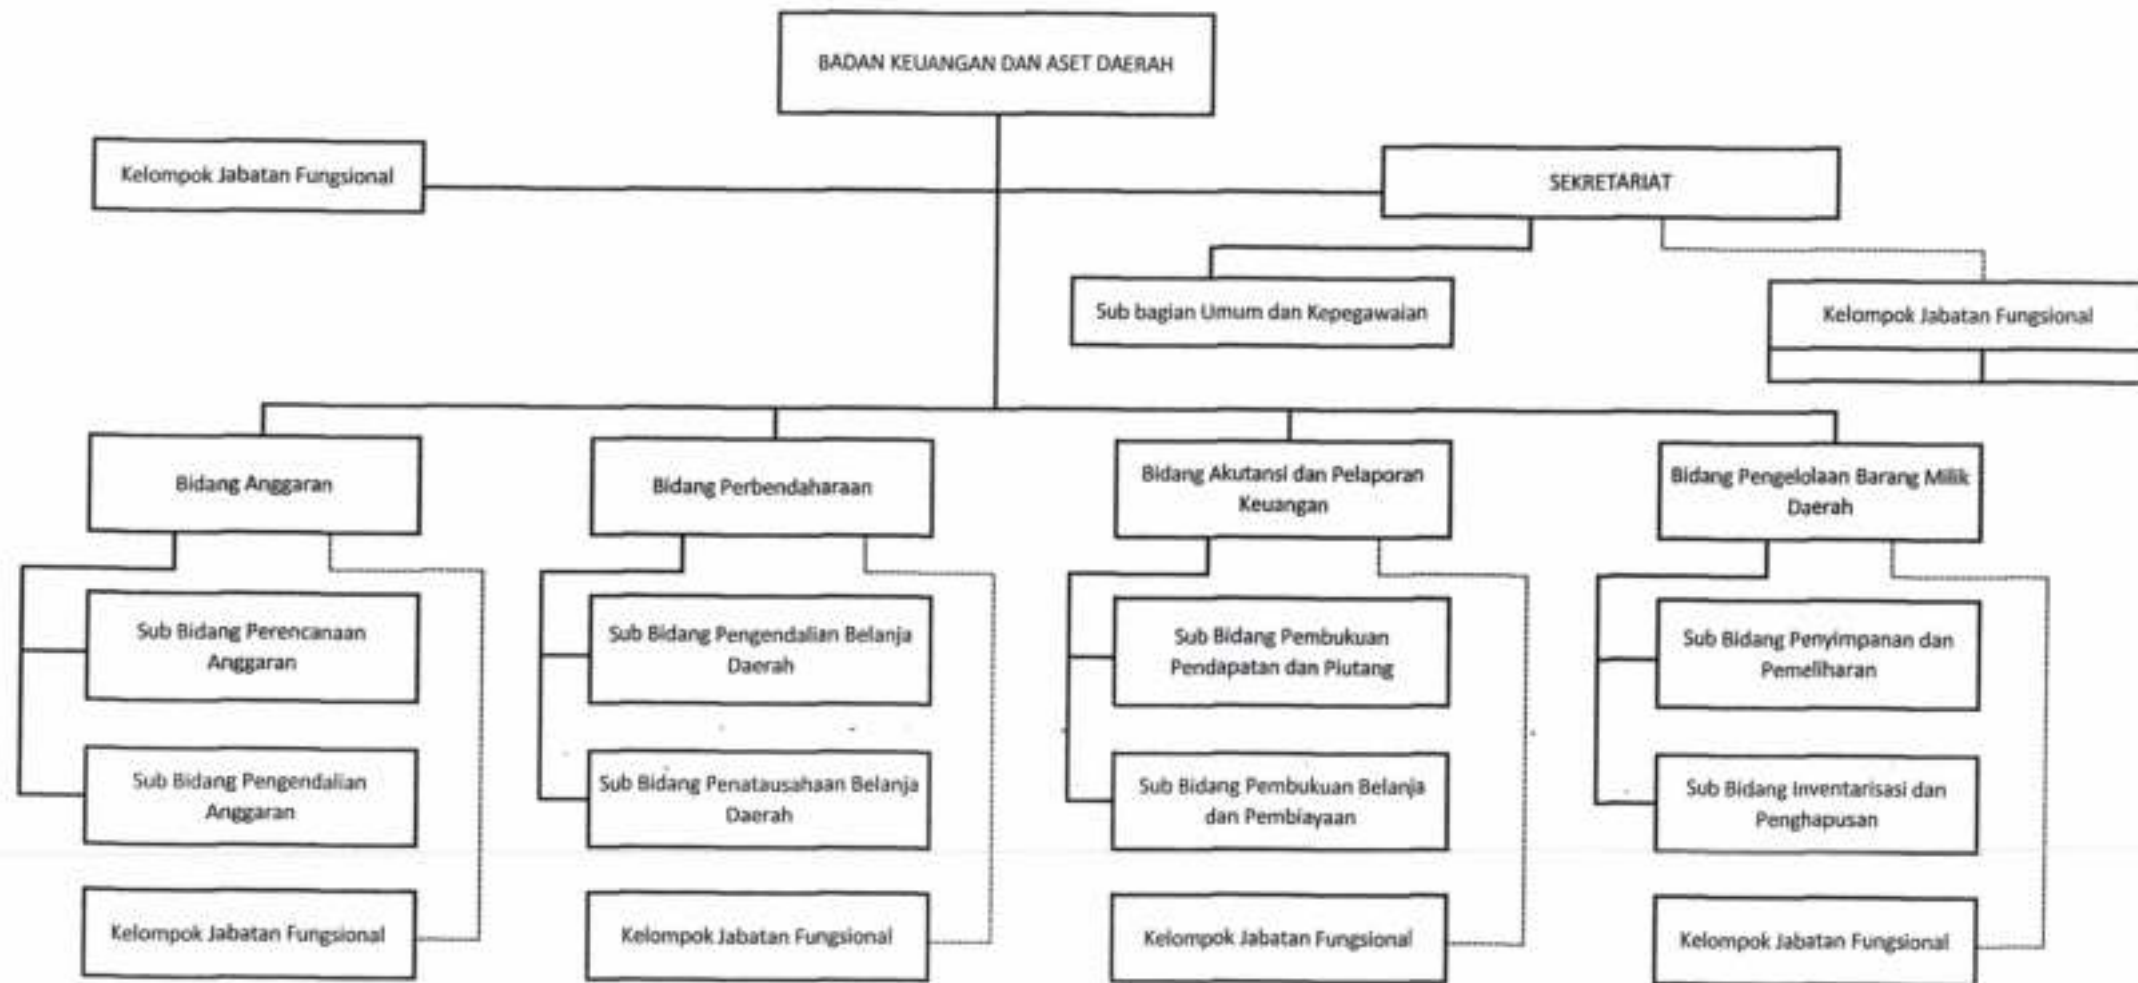 BADAN KEUANGAN DAN ASET DAERAH
Kelompok Jabatan Fungsional
SEKRETARIAT
Sub bagian Umum dan Kepegawaian
Kelompok Jabatan Fungsional
Bidang Anggaran
Bidang Perbendaharaan
Bidang Akutansi dan Pelaporan
Keuangan
Bidang Pengelolaan Barang Milik
Daerah
Sub Bidang Perencanaan
Anggaran
Sub Bidang Pengendalian Belanja
Daerah
Sub Bidang Pembukuan
Pendapatan dan Piutang
Sub Bidang Penyimpanan dan
Pemeliharan
Sub Bidang Pengendalian
Anggaran
Sub Bidang Penatausahaan Belanja
Daerah
Sub Bidang Pembukuan Belanja
dan Pembiayaan
Sub Bidang Inventarisasi dan
Penghapusan
Kelompok Jabatan Fungsional
Kelompok Jabatan Fungsional
Kelompok Jabatan Fungsional
Kelompok Jabatan Fungsional